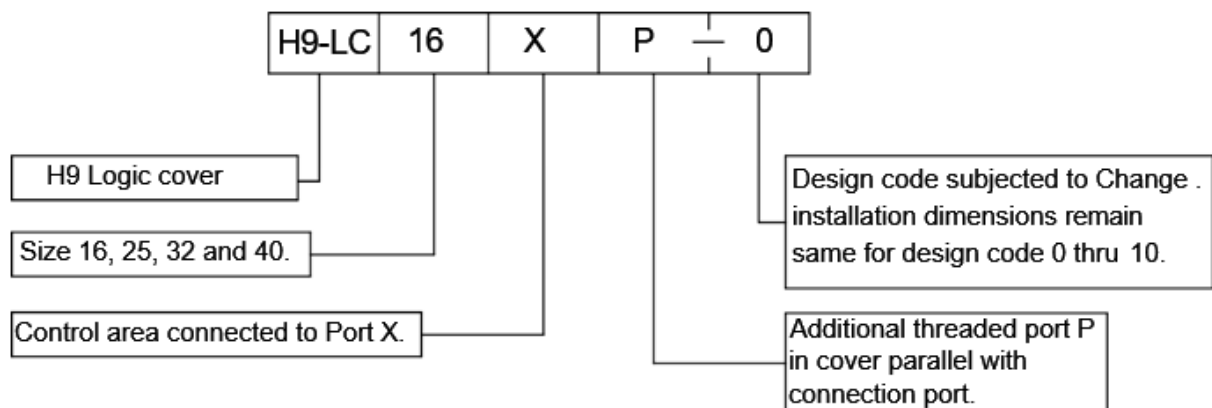 H9-LC 16 X P — 0
H9 Logic cover
Size 16, 25, 32 and 40.
Control area connected to Port X.
Design code subjected to Change .
installation dimensions remain
same for design code 0 thru 10.
Additional threaded port P
in cover parallel with
connection port.